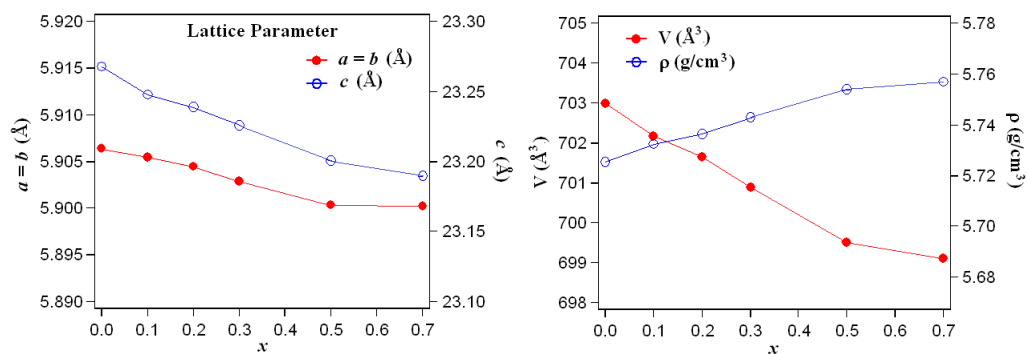 Lattice Parameter
a = b (Å)
c (Å)
5.920
5.915
5.910
5.905
5.900
5.895
5.890
a = b (Å)
23.30
23.25
23.20
23.15
23.10
c (Å)
0.0 0.1 0.2 0.3 0.4 0.5 0.6 0.7
x
V (Å³)
ρ (g/cm³)
705
704
703
702
701
700
699
698
V (Å³)
5.78
5.76
5.74
5.72
5.70
5.68
ρ (g/cm³)
0.0 0.1 0.2 0.3 0.4 0.5 0.6 0.7
x